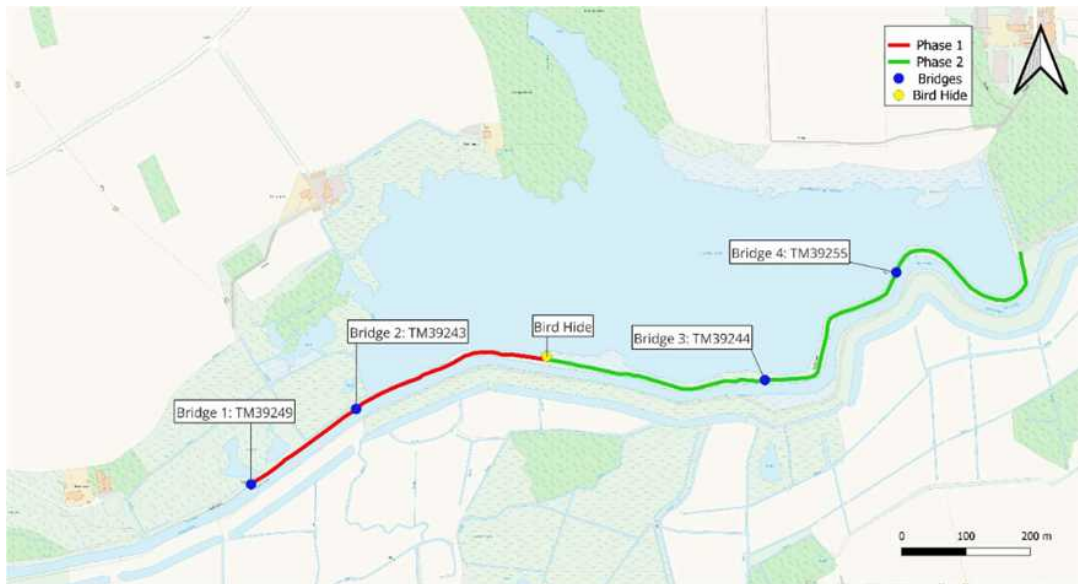 Phase 1
Phase 2
Bridges
Bird Hide
Bridge 4: TM39255
Bird Hide
Bridge 2: TM39243
Bridge 3: TM39244
Bridge 1: TM39249
0 100 200 m